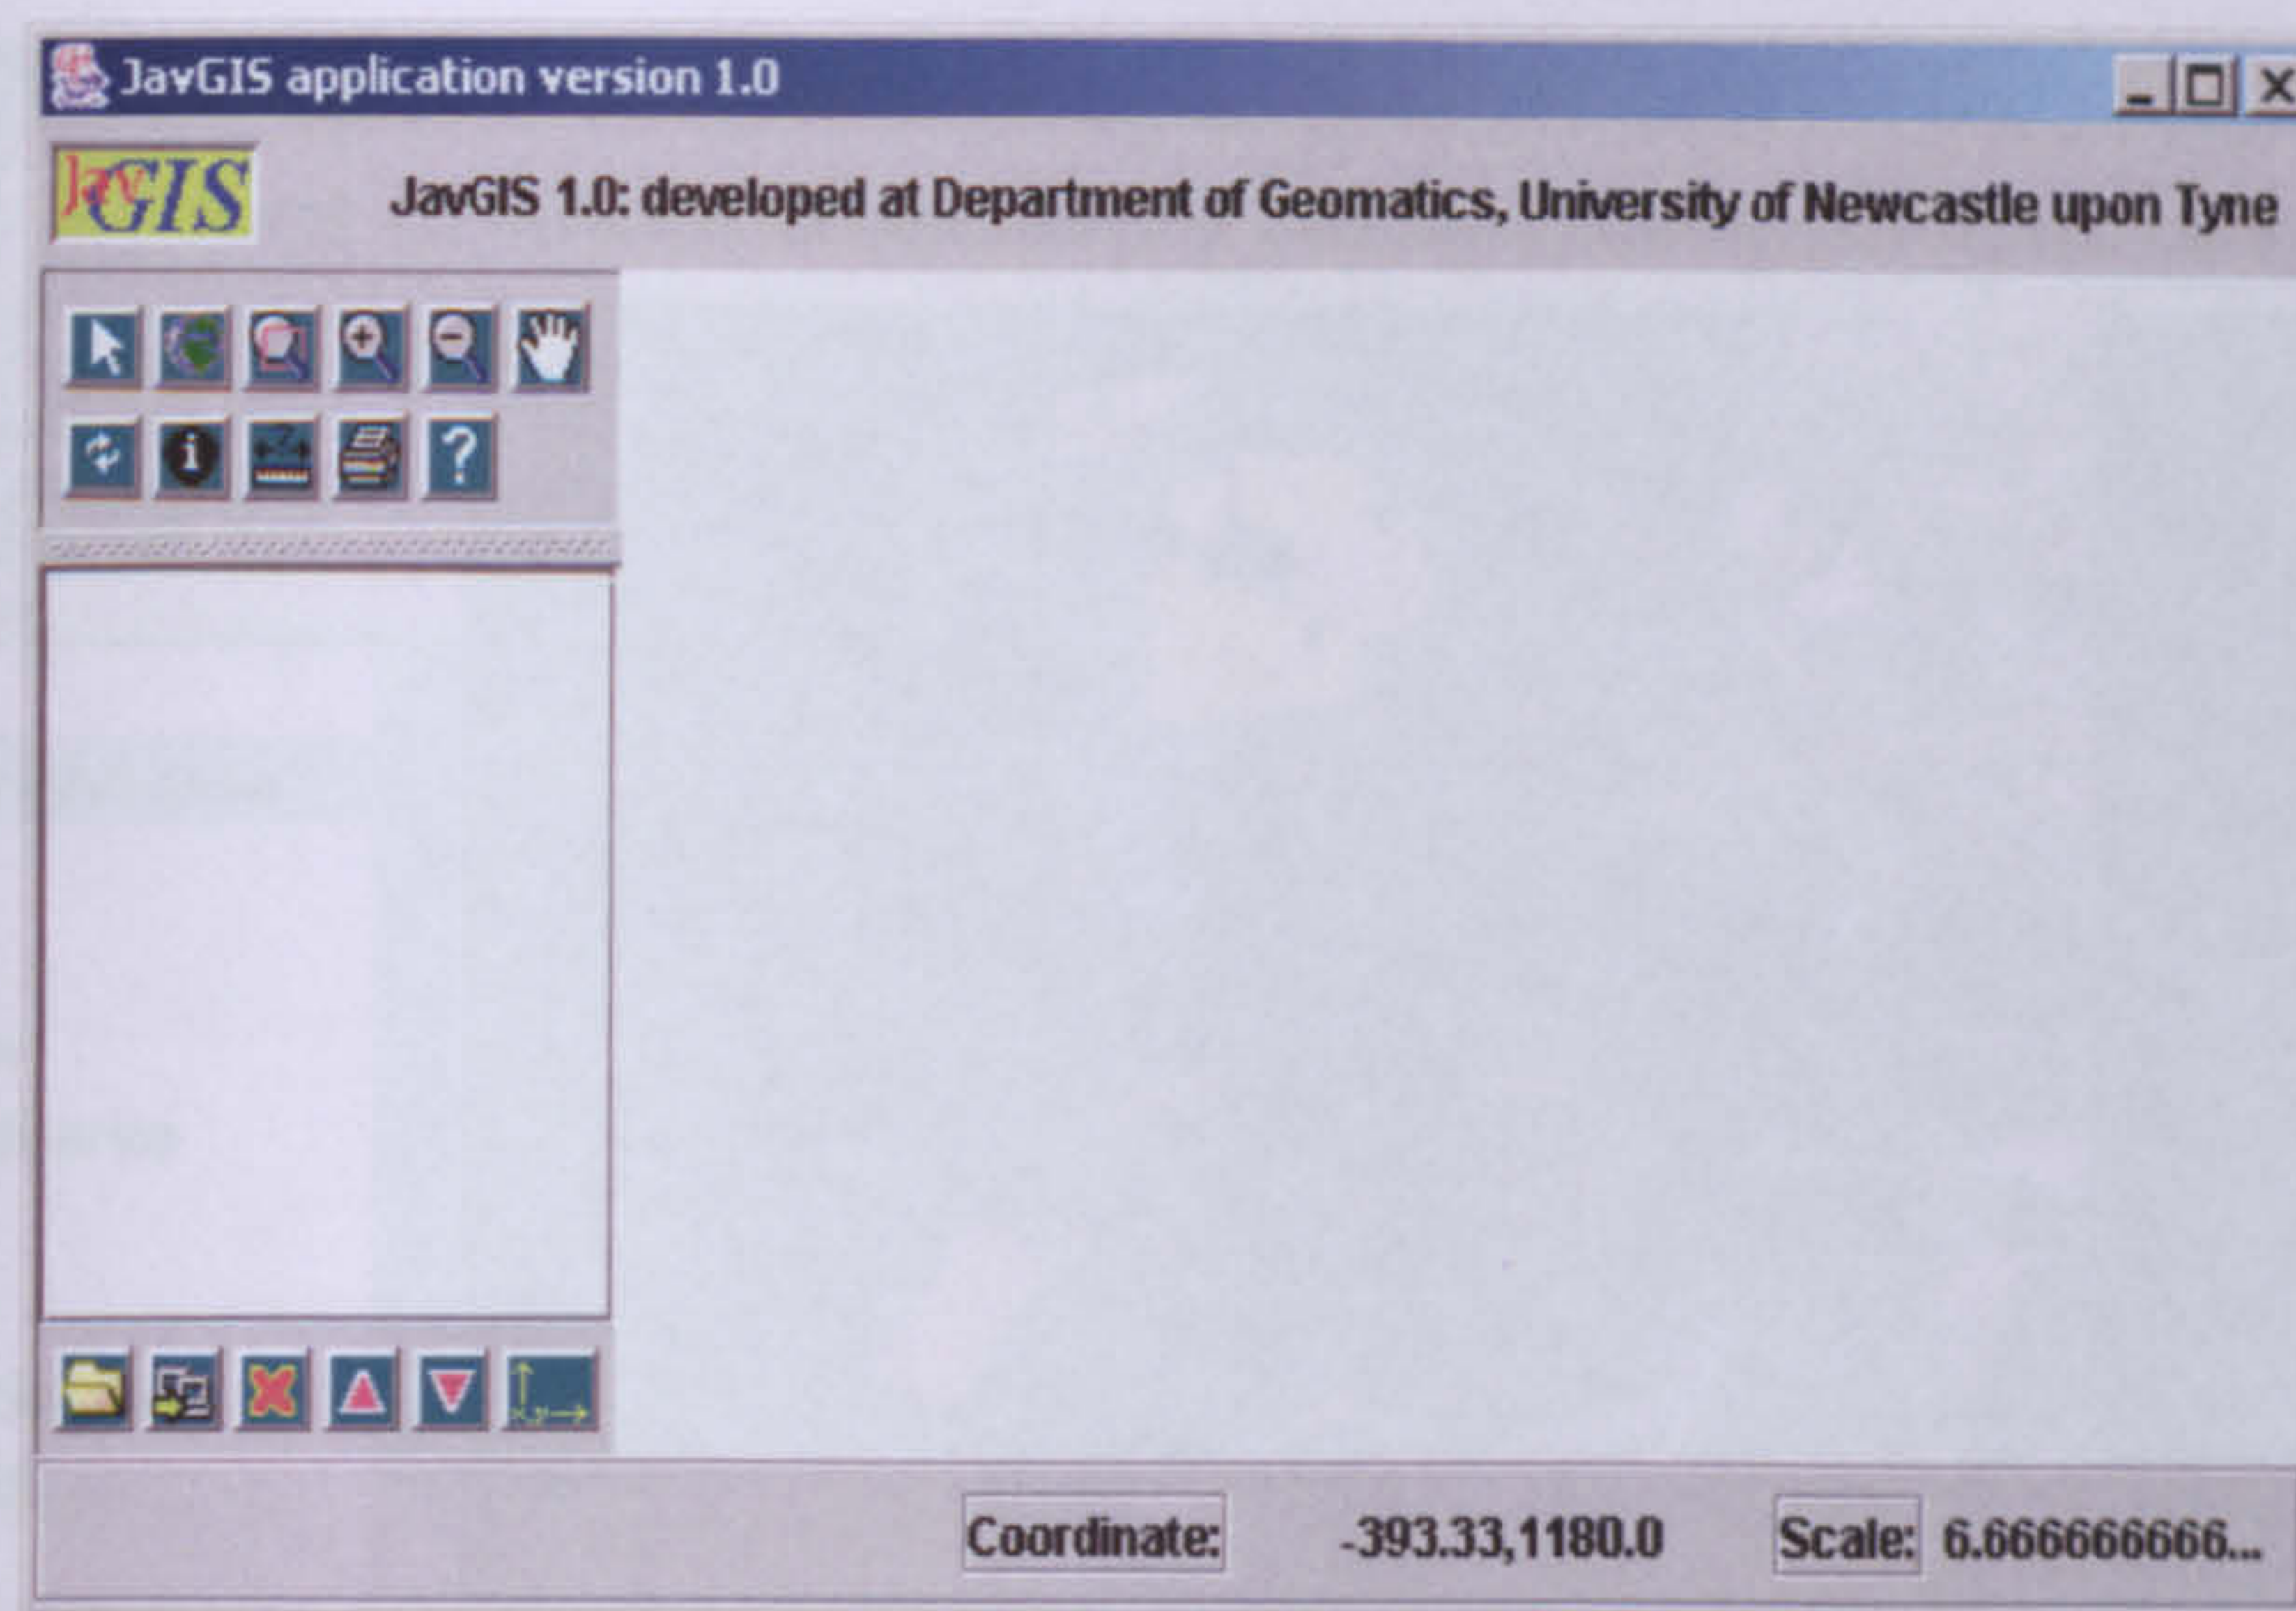 JavGIS application version 1.0
JavGIS
JavGIS 1.0: developed at Department of Geomatics, University of Newcastle upon Tyne
i
?
x,y
Coordinate: -393.33,1180.0 Scale: 6.666666666...